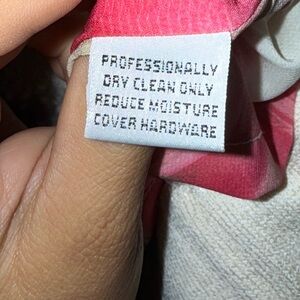 PROFESSIONALLY
DRY CLEAN ONLY
REDUCE MOISTURE
COVER HARDWARE